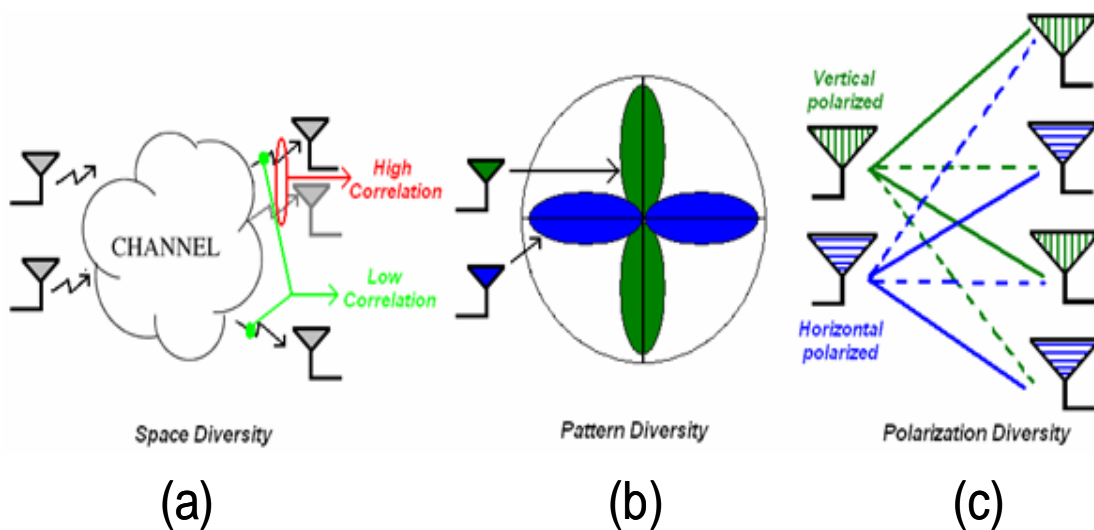 CHANNEL
High
Correlation
Low
Correlation
Space Diversity
(a)
Pattern Diversity
(b)
Vertical
polarized
Horizontal
polarized
Polarization Diversity
(c)